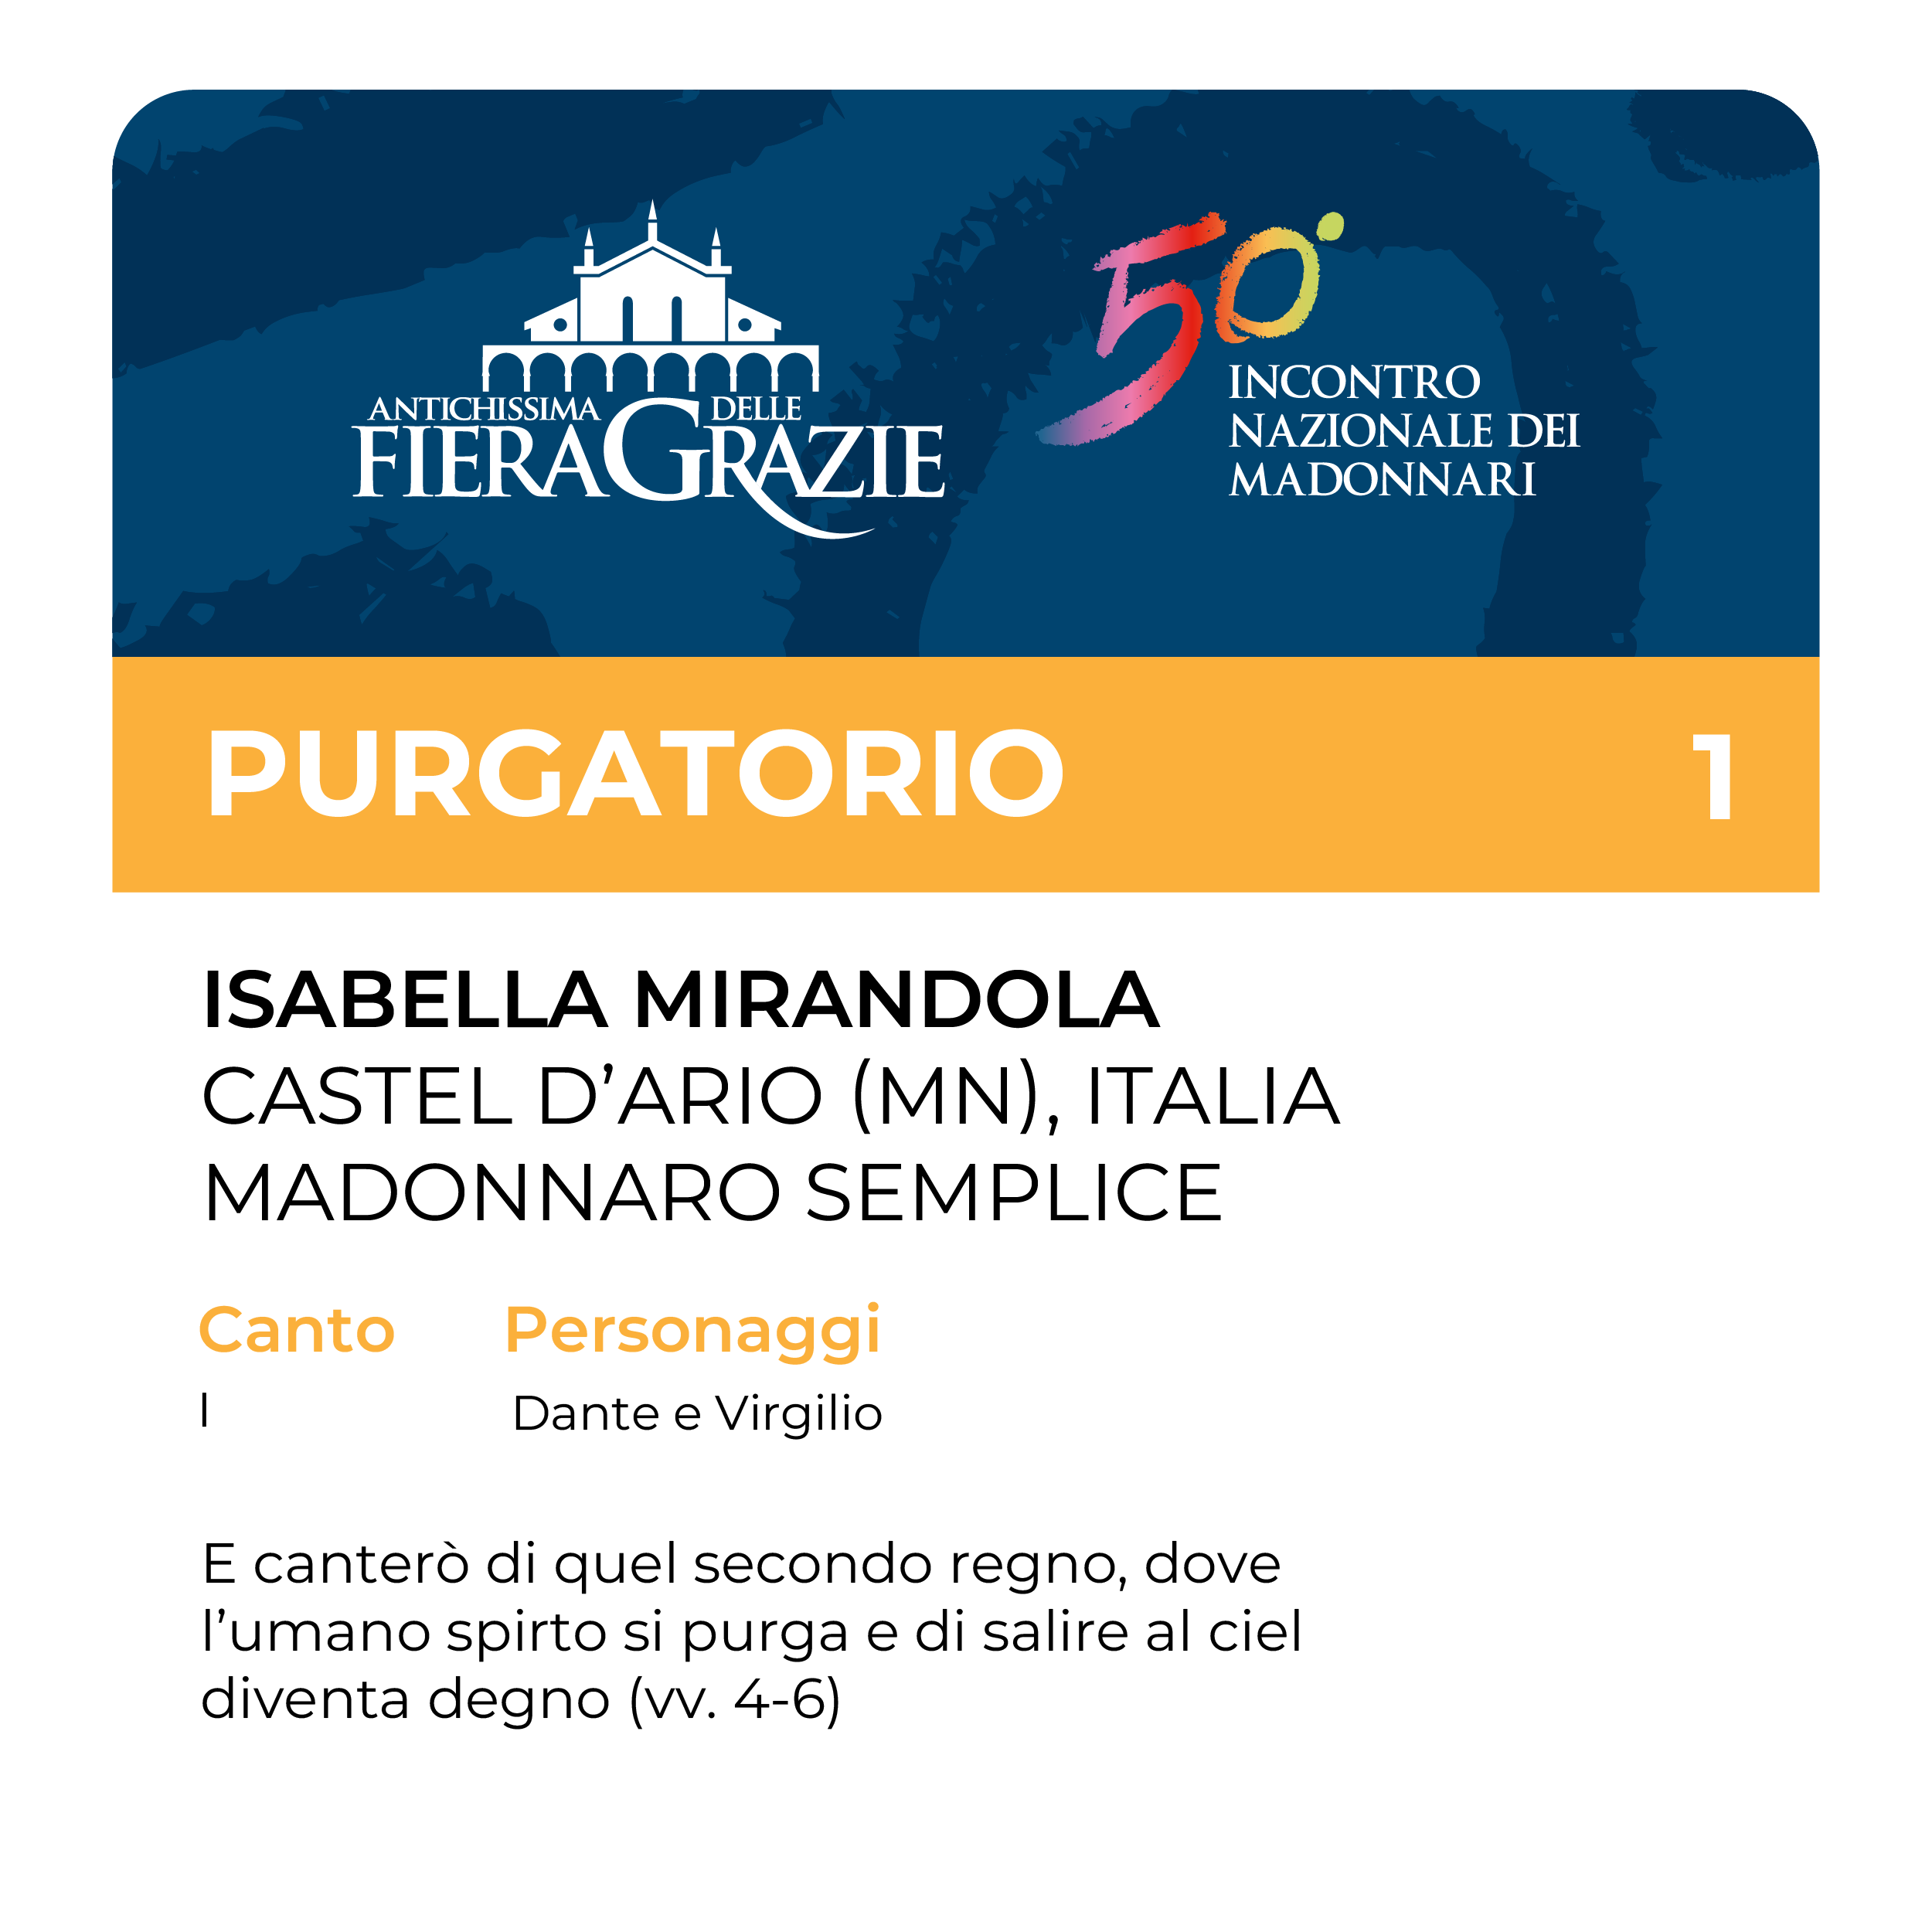 ANTICHISSIMA DELLE
FIERAGRAZIE
50°
INCONTRO
NAZIONALE DEI
MADONNARI
PURGATORIO 1
ISABELLA MIRANDOLA
CASTEL D’ARIO (MN), ITALIA
MADONNARO SEMPLICE
Canto Personaggi
I Dante e Virgilio
E canterò di quel secondo regno, dove
l’umano spirto si purga e di salire al ciel
diventa degno (vv. 4-6)